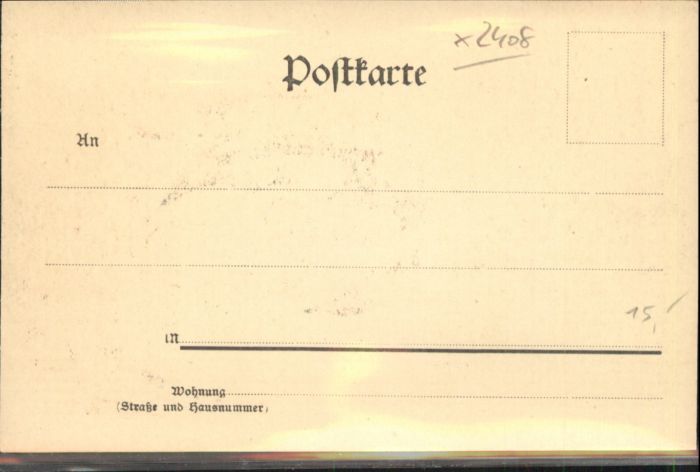 x2408
Poſtkarte
An
15,-
in
Wohnung
(Straße und Hausnummer)